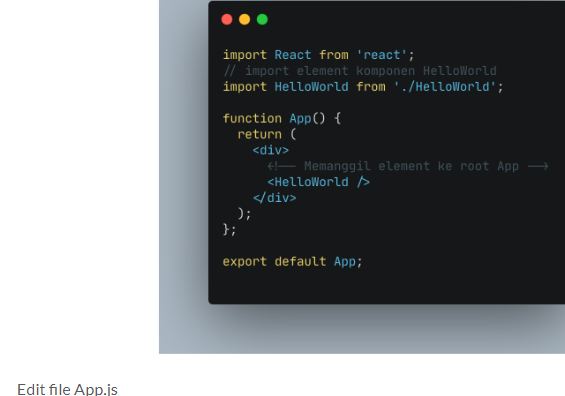 import React from 'react';
// import element komponen HelloWorld
import HelloWorld from './HelloWorld';
function App() {
return (
<div>
<!-- Memanggil element ke root App -->
<HelloWorld />
</div>
);
};
export default App;
Edit file App.js